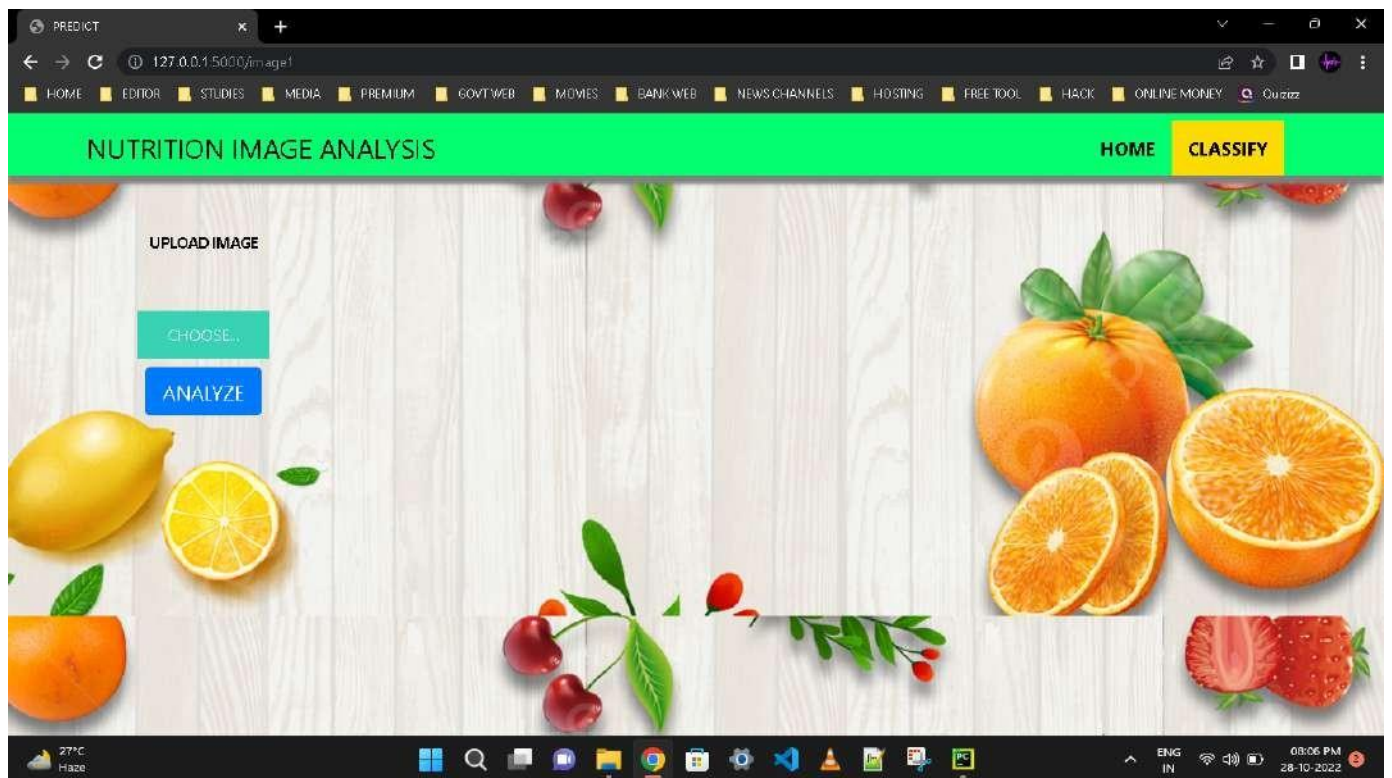 PREDICT
127.0.0.1:5000/image1
HOME EDITOR STUDIES MEDIA PREMIUM GOVT WEB MOVIES BANK WEB NEWS CHANNELS HOSTING FREE TOOL HACK ONLINE MONEY Quizizz
NUTRITION IMAGE ANALYSIS HOME CLASSIFY
UPLOAD IMAGE
CHOOSE...
ANALYZE
27°C
Haze
ENG
IN
08:06 PM
28-10-2022
2